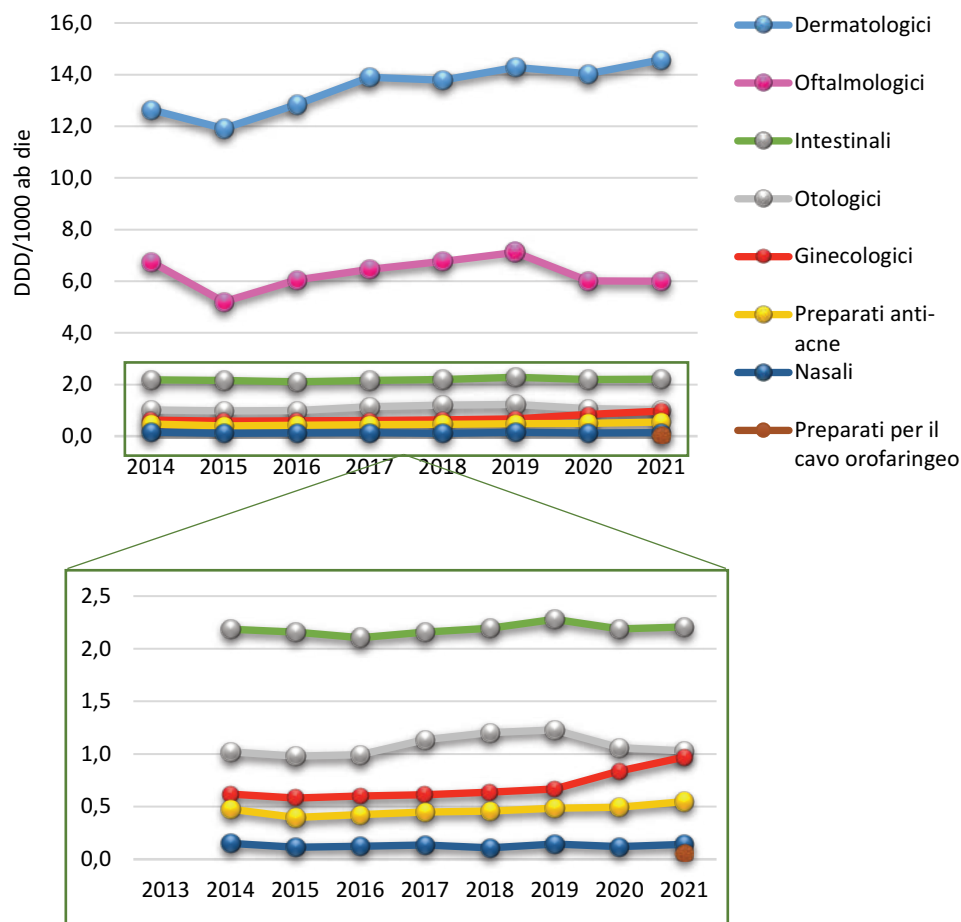 16,0
14,0
12,0
10,0
8,0
6,0
4,0
2,0
0,0
DDD/1000 ab die
2014 2015 2016 2017 2018 2019 2020 2021
Dermatologici
Oftalmologici
Intestinali
Otologici
Ginecologici
Preparati anti-
acne
Nasali
Preparati per il
cavo orofaringeo
2,5
2,0
1,5
1,0
0,5
0,0
2013 2014 2015 2016 2017 2018 2019 2020 2021